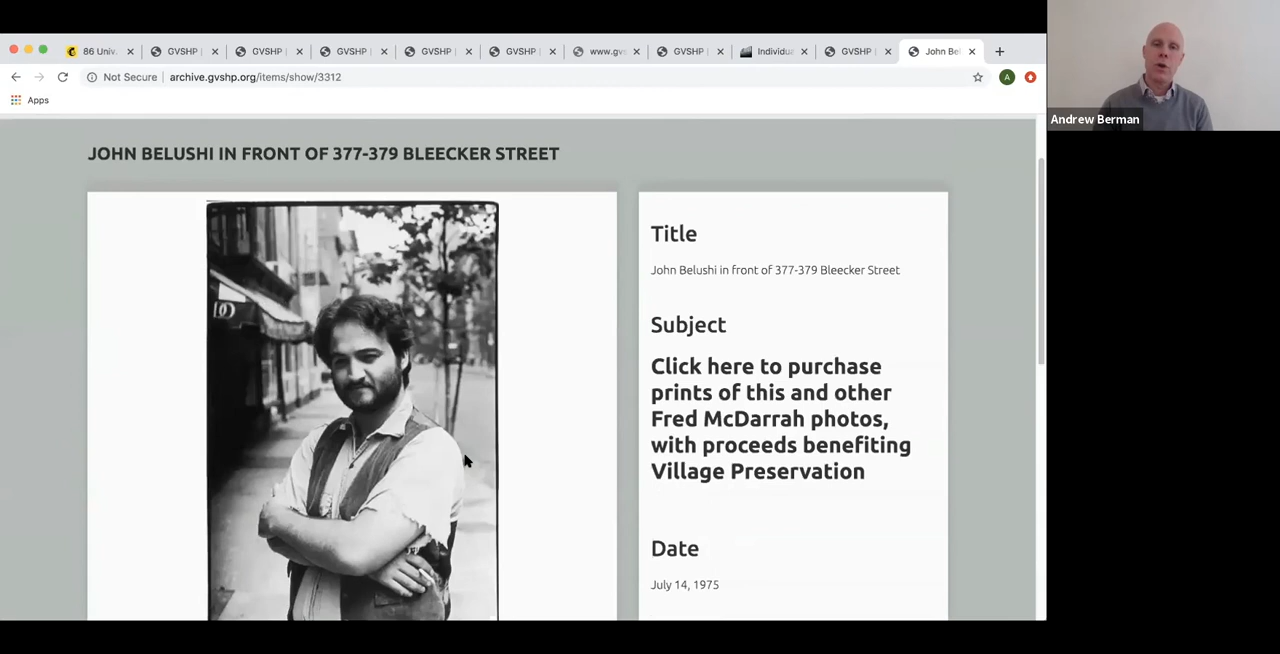 86 Univ.
GVSHP |
GVSHP |
GVSHP |
GVSHP |
GVSHP |
www.gvs
GVSHP |
Individua
GVSHP |
John Bel
Not Secure
archive.gvshp.org/items/show/3312
A
Apps
Andrew Berman
JOHN BELUSHI IN FRONT OF 377-379 BLEECKER STREET
Title
John Belushi in front of 377-379 Bleecker Street
Subject
Click here to purchase
prints of this and other
Fred McDarrah photos,
with proceeds benefiting
Village Preservation
Date
July 14, 1975